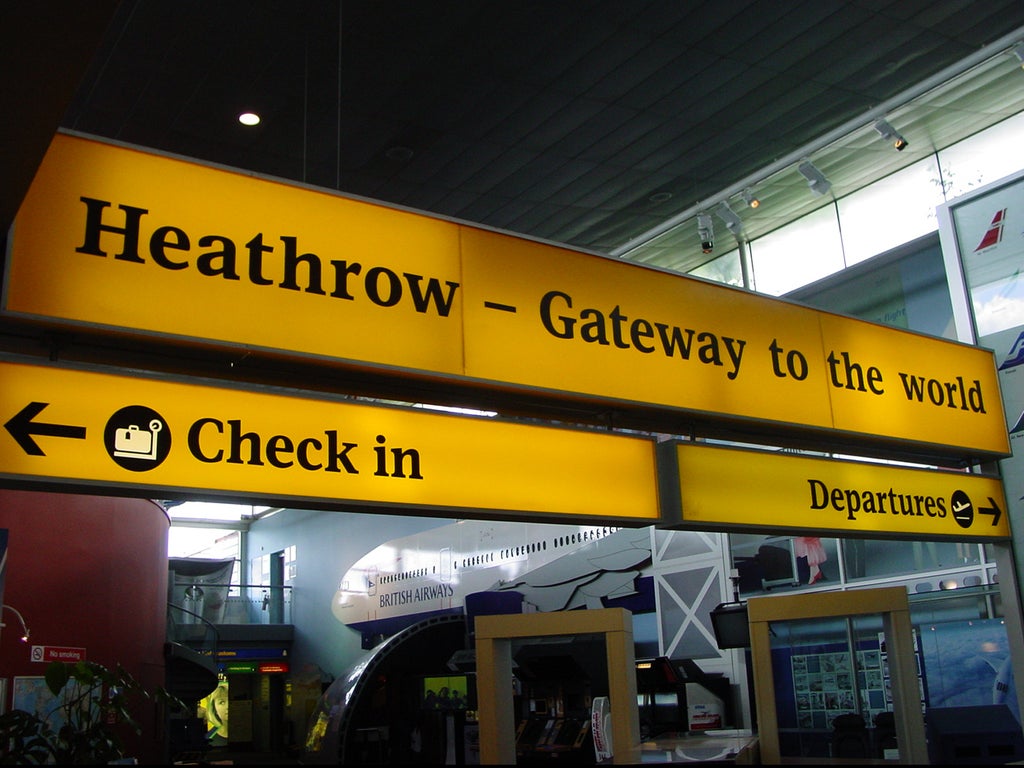 Heathrow – Gateway to the world
Check in
Departures
BRITISH AIRWAYS
No smoking